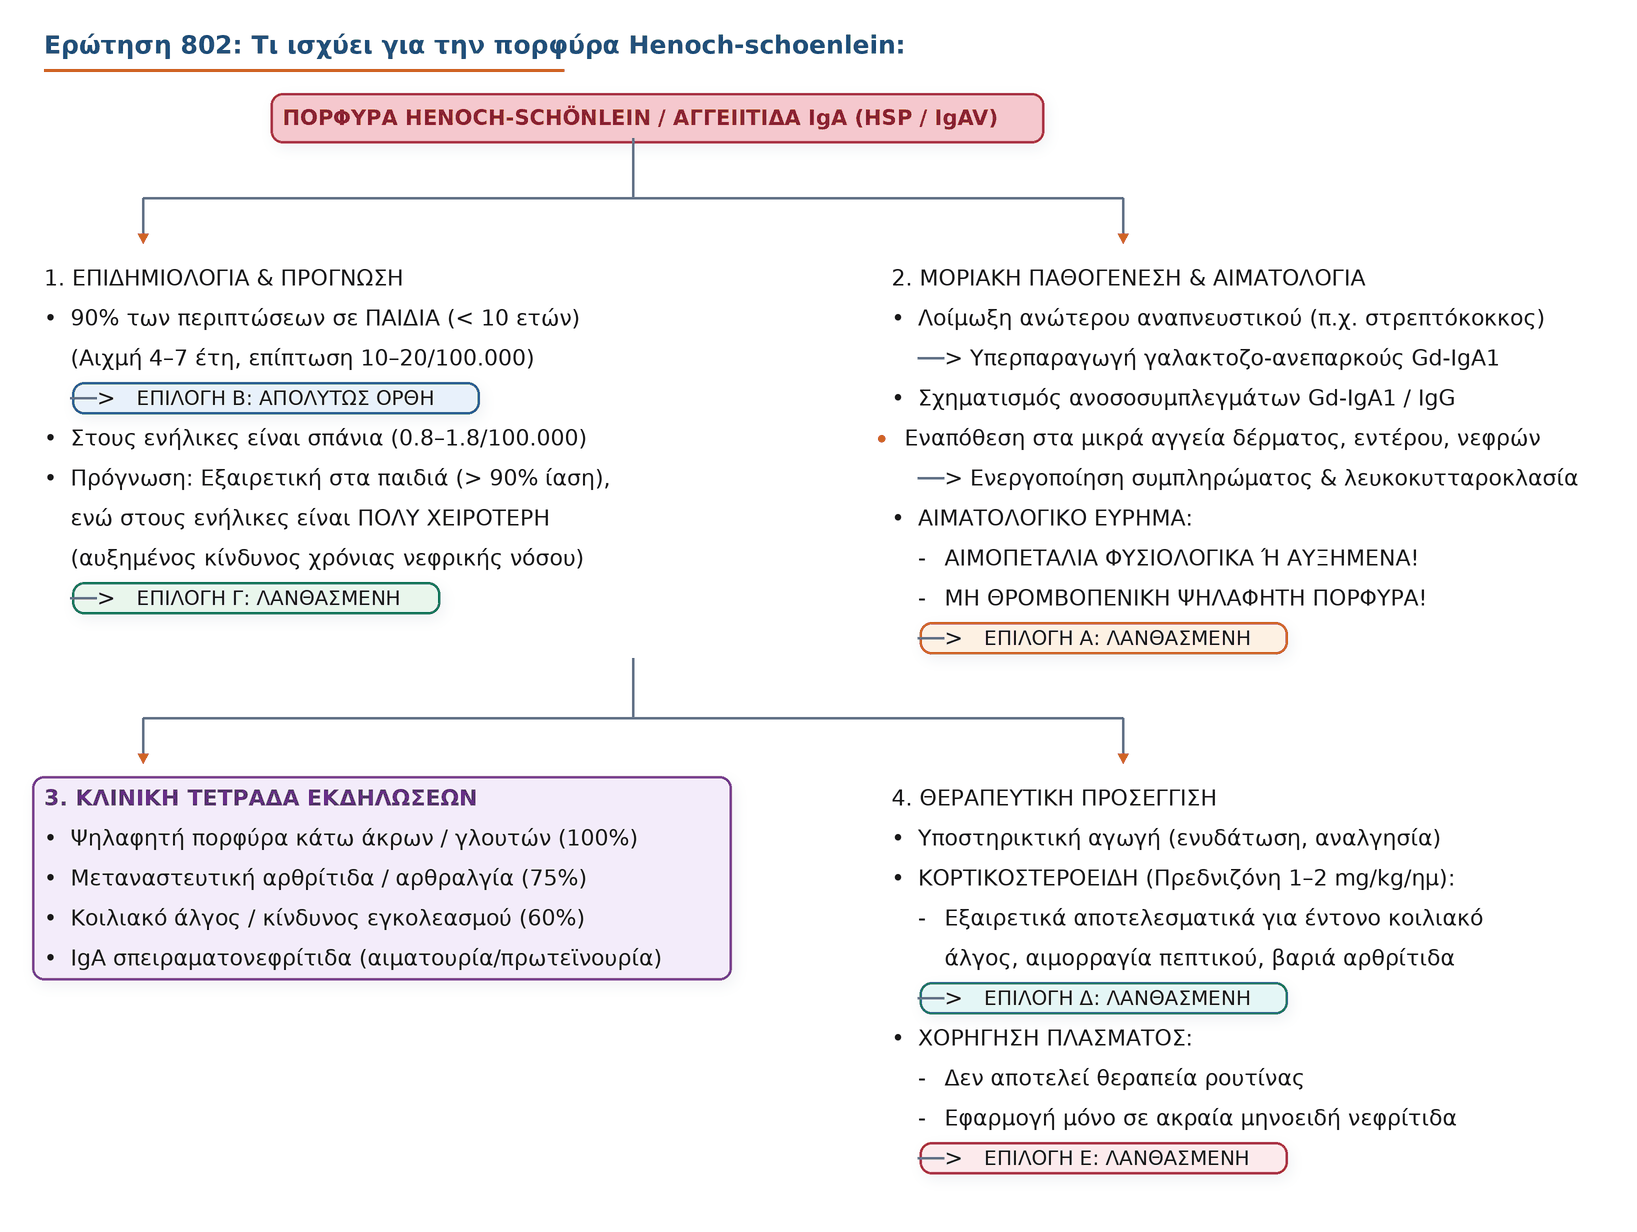 Ερώτηση 802: Τι ισχύει για την πορφύρα Henoch-schoenlein:
ΠΟΡΦΥΡΑ HENOCH-SCHÖNLEIN / ΑΓΓΕΙΙΤΙΔΑ IgA (HSP / IgAV)
1. ΕΠΙΔΗΜΙΟΛΟΓΙΑ & ΠΡΟΓΝΩΣΗ
• 90% των περιπτώσεων σε ΠΑΙΔΙΑ (< 10 ετών)
(Αιχμή 4–7 έτη, επίπτωση 10–20/100.000)
—> ΕΠΙΛΟΓΗ Β: ΑΠΟΛΥΤΩΣ ΟΡΘΗ
• Στους ενήλικες είναι σπάνια (0.8–1.8/100.000)
• Πρόγνωση: Εξαιρετική στα παιδιά (> 90% ίαση),
ενώ στους ενήλικες είναι ΠΟΛΥ ΧΕΙΡΟΤΕΡΗ
(αυξημένος κίνδυνος χρόνιας νεφρικής νόσου)
—> ΕΠΙΛΟΓΗ Γ: ΛΑΝΘΑΣΜΕΝΗ
2. ΜΟΡΙΑΚΗ ΠΑΘΟΓΕΝΕΣΗ & ΑΙΜΑΤΟΛΟΓΙΑ
• Λοίμωξη ανώτερου αναπνευστικού (π.χ. στρεπτόκοκκος)
—> Υπερπαραγωγή γαλακτοζο-ανεπαρκούς Gd-IgA1
• Σχηματισμός ανοσοσυμπλεγμάτων Gd-IgA1 / IgG
• Εναπόθεση στα μικρά αγγεία δέρματος, εντέρου, νεφρών
—> Ενεργοποίηση συμπληρώματος & λευκοκυτταροκλασία
• ΑΙΜΑΤΟΛΟΓΙΚΟ ΕΥΡΗΜΑ:
- ΑΙΜΟΠΕΤΑΛΙΑ ΦΥΣΙΟΛΟΓΙΚΑ Ή ΑΥΞΗΜΕΝΑ!
- ΜΗ ΘΡΟΜΒΟΠΕΝΙΚΗ ΨΗΛΑΦΗΤΗ ΠΟΡΦΥΡΑ!
—> ΕΠΙΛΟΓΗ Α: ΛΑΝΘΑΣΜΕΝΗ
3. ΚΛΙΝΙΚΗ ΤΕΤΡΑΔΑ ΕΚΔΗΛΩΣΕΩΝ
• Ψηλαφητή πορφύρα κάτω άκρων / γλουτών (100%)
• Μεταναστευτική αρθρίτιδα / αρθραλγία (75%)
• Κοιλιακό άλγος / κίνδυνος εγκολεασμού (60%)
• IgA σπειραματονεφρίτιδα (αιματουρία/πρωτεϊνουρία)
4. ΘΕΡΑΠΕΥΤΙΚΗ ΠΡΟΣΕΓΓΙΣΗ
• Υποστηρικτική αγωγή (ενυδάτωση, αναλγησία)
• ΚΟΡΤΙΚΟΣΤΕΡΟΕΙΔΗ (Πρεδνιζόνη 1–2 mg/kg/ημ):
- Εξαιρετικά αποτελεσματικά για έντονο κοιλιακό
άλγος, αιμορραγία πεπτικού, βαριά αρθρίτιδα
—> ΕΠΙΛΟΓΗ Δ: ΛΑΝΘΑΣΜΕΝΗ
• ΧΟΡΗΓΗΣΗ ΠΛΑΣΜΑΤΟΣ:
- Δεν αποτελεί θεραπεία ρουτίνας
- Εφαρμογή μόνο σε ακραία μηνοειδή νεφρίτιδα
—> ΕΠΙΛΟΓΗ Ε: ΛΑΝΘΑΣΜΕΝΗ